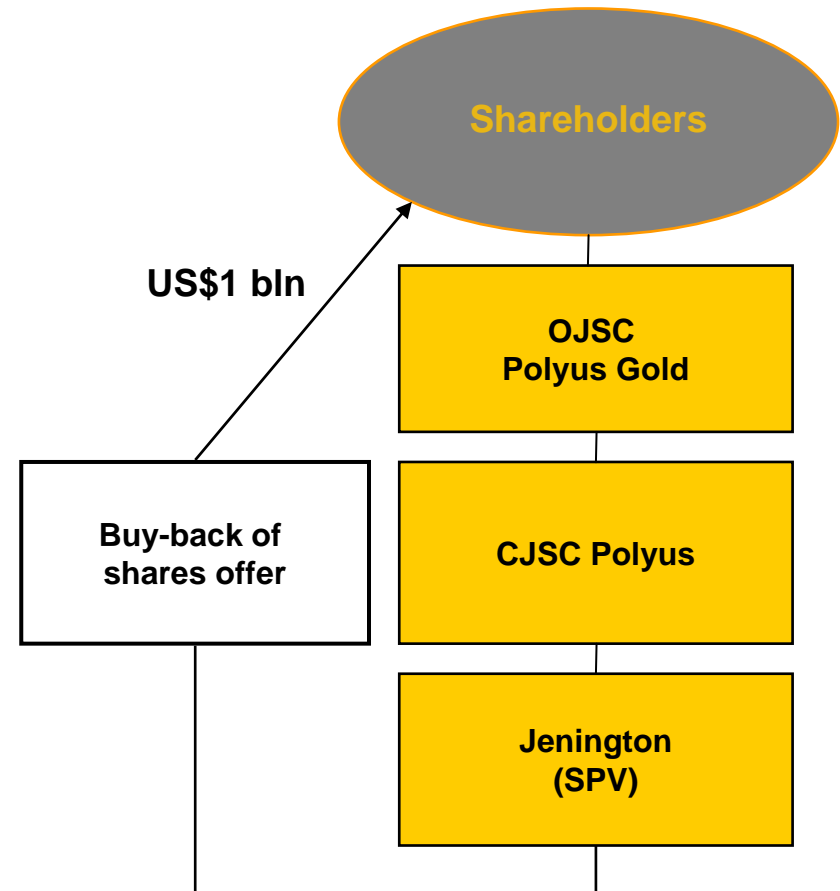 Shareholders
US$1 bln
OJSC
Polyus Gold
Buy-back of
shares offer
CJSC Polyus
Jenington
(SPV)